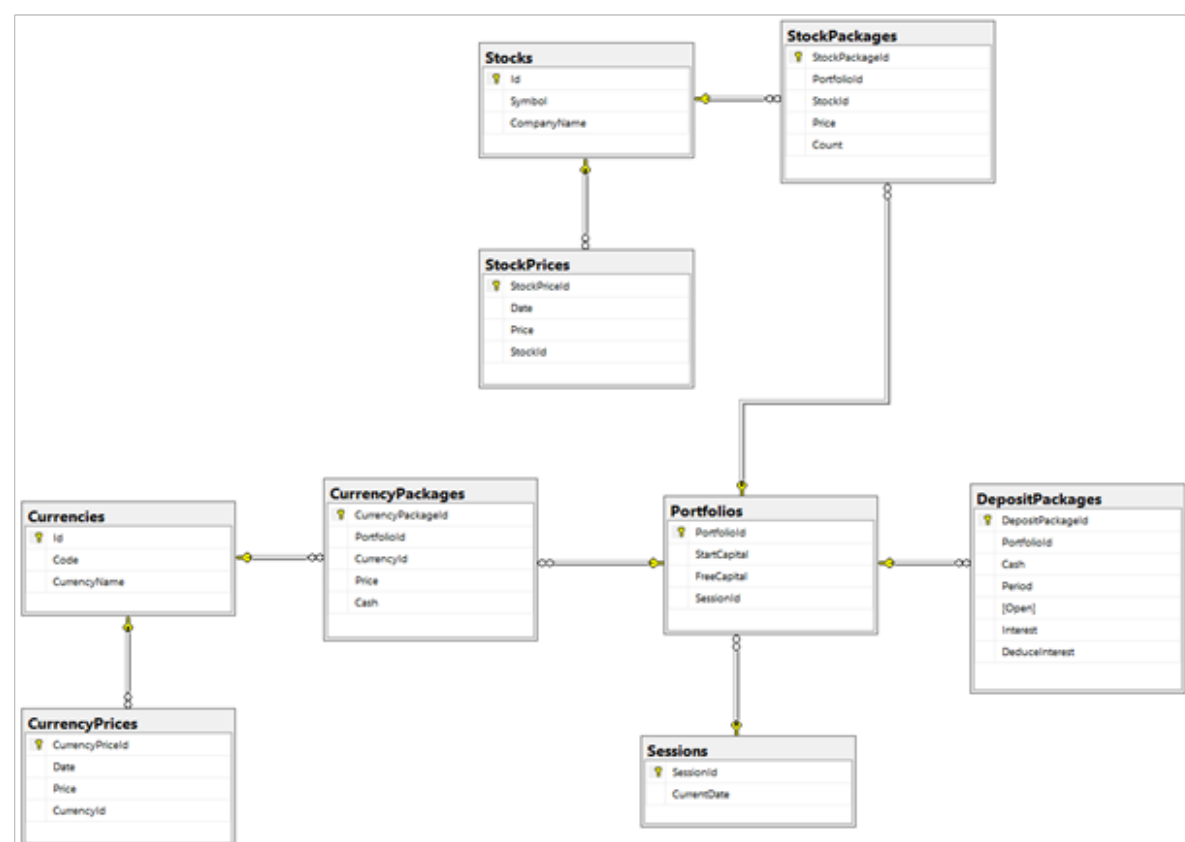 Stocks
Id
Symbol
CompanyName
StockPackages
StockPackageId
PortfolioId
StockId
Price
Count
StockPrices
StockPriceId
Date
Price
StockId
Currencies
Id
Code
CurrencyName
CurrencyPackages
CurrencyPackageId
PortfolioId
CurrencyId
Price
Cash
Portfolios
PortfolioId
StartCapital
FreeCapital
SessionId
DepositPackages
DepositPackageId
PortfolioId
Cash
Period
[Open]
Interest
DeduceInterest
CurrencyPrices
CurrencyPriceId
Date
Price
CurrencyId
Sessions
SessionId
CurrentDate